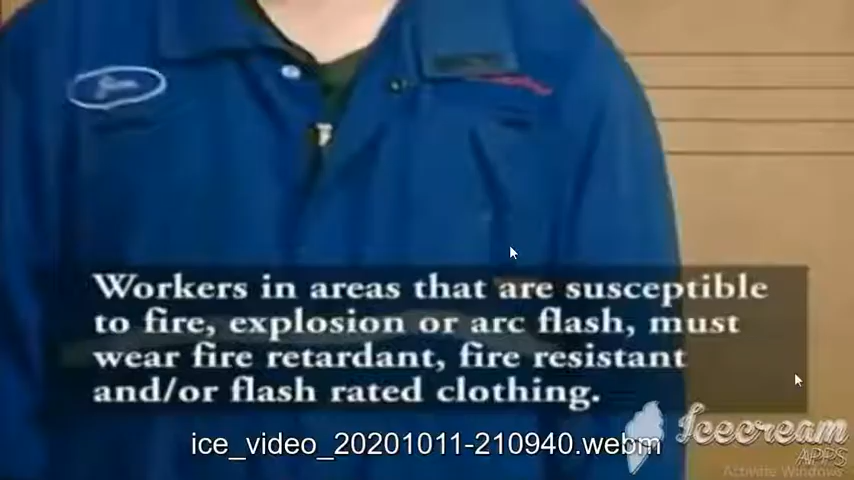 Workers in areas that are susceptible
to fire, explosion or arc flash, must
wear fire retardant, fire resistant
and/or flash rated clothing.
ice_video_20201011-210940.webm
Icecream
APPS
Activate Windows